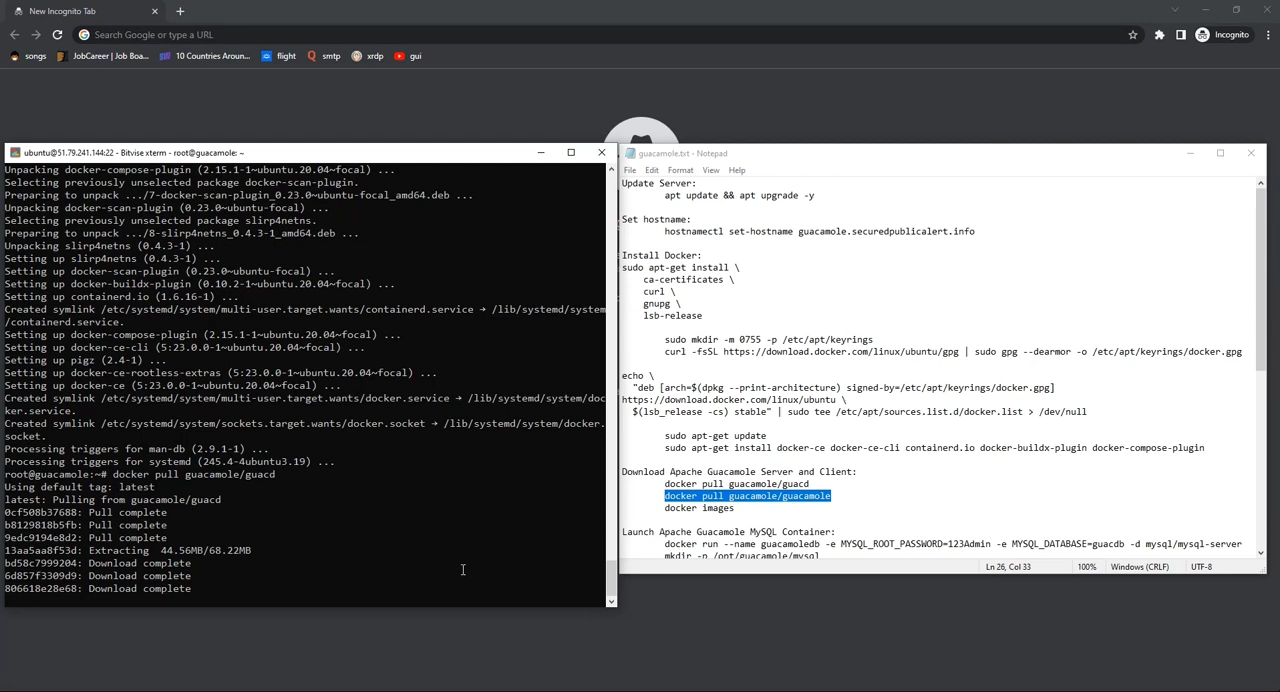 New Incognito Tab
Search Google or type a URL
Incognito
songs
JobCareer | Job Boa...
10 Countries Aroun...
flight
smtp
xrdp
gui
ubuntu@51.79.241.144:22 - Bitvise xterm - root@guacamole: ~
Unpacking docker-compose-plugin (2.15.1-1~ubuntu.20.04~focal) ...
Selecting previously unselected package docker-scan-plugin.
Preparing to unpack .../7-docker-scan-plugin_0.23.0~ubuntu-focal_amd64.deb ...
Unpacking docker-scan-plugin (0.23.0~ubuntu-focal) ...
Selecting previously unselected package slirp4netns.
Preparing to unpack .../8-slirp4netns_0.4.3-1_amd64.deb ...
Unpacking slirp4netns (0.4.3-1) ...
Setting up slirp4netns (0.4.3-1) ...
Setting up docker-scan-plugin (0.23.0~ubuntu-focal) ...
Setting up docker-buildx-plugin (0.10.2-1~ubuntu.20.04~focal) ...
Setting up containerd.io (1.6.16-1) ...
Created symlink /etc/systemd/system/multi-user.target.wants/containerd.service → /lib/systemd/system
/containerd.service.
Setting up docker-compose-plugin (2.15.1-1~ubuntu.20.04~focal) ...
Setting up docker-ce-cli (5:23.0.0-1~ubuntu.20.04~focal) ...
Setting up pigz (2.4-1) ...
Setting up docker-ce-rootless-extras (5:23.0.0-1~ubuntu.20.04~focal) ...
Setting up docker-ce (5:23.0.0-1~ubuntu.20.04~focal) ...
Created symlink /etc/systemd/system/multi-user.target.wants/docker.service → /lib/systemd/system/doc
ker.service.
Created symlink /etc/systemd/system/sockets.target.wants/docker.socket → /lib/systemd/system/docker.
socket.
Processing triggers for man-db (2.9.1-1) ...
Processing triggers for systemd (245.4-4ubuntu3.19) ...
root@guacamole:~# docker pull guacamole/guacd
Using default tag: latest
latest: Pulling from guacamole/guacd
0cf508b37688: Pull complete
b8129818b5fb: Pull complete
9edc9194e8d2: Pull complete
13aa5aa8f53d: Extracting  44.56MB/68.22MB
bd58c7999204: Download complete
6d857f3309d9: Download complete
806618e28e68: Download complete
guacamole.txt - Notepad
File Edit Format View Help
Update Server:
apt update && apt upgrade -y
Set hostname:
hostnamectl set-hostname guacamole.securedpublicalert.info
Install Docker:
sudo apt-get install \
ca-certificates \
curl \
gnupg \
lsb-release
sudo mkdir -m 0755 -p /etc/apt/keyrings
curl -fsSL https://download.docker.com/linux/ubuntu/gpg | sudo gpg --dearmor -o /etc/apt/keyrings/docker.gpg
echo \
"deb [arch=$(dpkg --print-architecture) signed-by=/etc/apt/keyrings/docker.gpg]
https://download.docker.com/linux/ubuntu \
$(lsb_release -cs) stable" | sudo tee /etc/apt/sources.list.d/docker.list > /dev/null
sudo apt-get update
sudo apt-get install docker-ce docker-ce-cli containerd.io docker-buildx-plugin docker-compose-plugin
Download Apache Guacamole Server and Client:
docker pull guacamole/guacd
docker pull guacamole/guacamole
docker images
Launch Apache Guacamole MySQL Container:
docker run --name guacamoledb -e MYSQL_ROOT_PASSWORD=123Admin -e MYSQL_DATABASE=guacdb -d mysql/mysql-server
mkdir -p /opt/guacamole/mysql
Ln 26, Col 33
100%
Windows (CRLF)
UTF-8